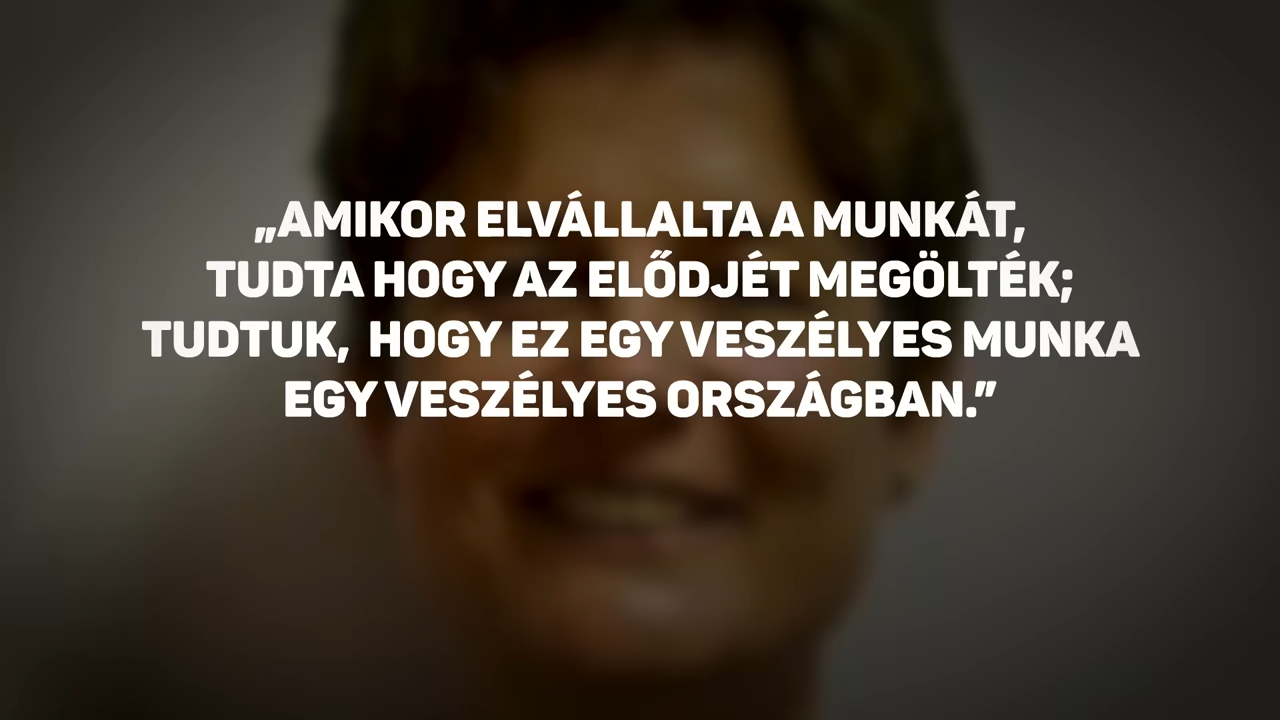 „AMIKOR ELVÁLLALTA A MUNKÁT,
TUDTA HOGY AZ ELŐDJÉT MEGÖLTÉK;
TUDTUK,  HOGY EZ EGY VESZÉLYES MUNKA
EGY VESZÉLYES ORSZÁGBAN.”